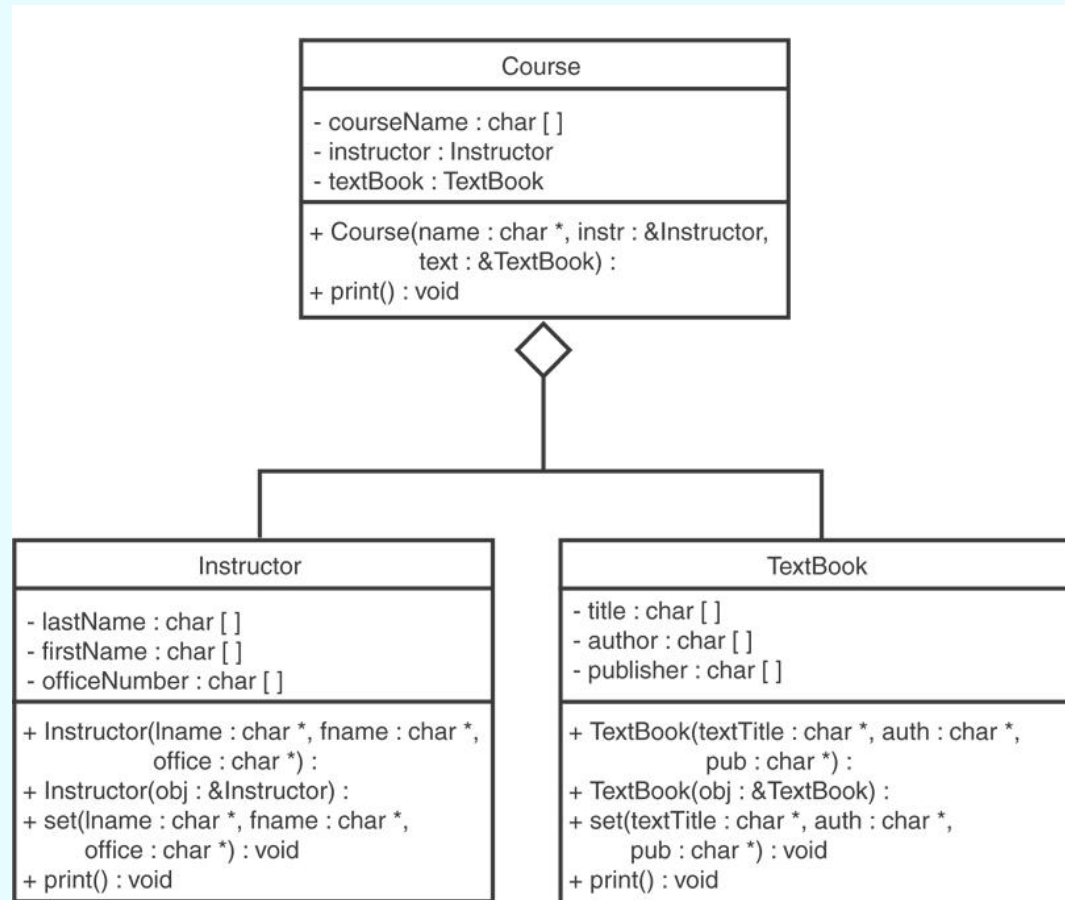 Course
- courseName : char [ ]
- instructor : Instructor
- textBook : TextBook
+ Course(name : char *, instr : &Instructor,
text : &TextBook) :
+ print() : void
Instructor
- lastName : char [ ]
- firstName : char [ ]
- officeNumber : char [ ]
+ Instructor(lname : char *, fname : char *,
office : char *) :
+ Instructor(obj : &Instructor) :
+ set(lname : char *, fname : char *,
office : char *) : void
+ print() : void
TextBook
- title : char [ ]
- author : char [ ]
- publisher : char [ ]
+ TextBook(textTitle : char *, auth : char *,
pub : char *) :
+ TextBook(obj : &TextBook) :
+ set(textTitle : char *, auth : char *,
pub : char *) : void
+ print() : void